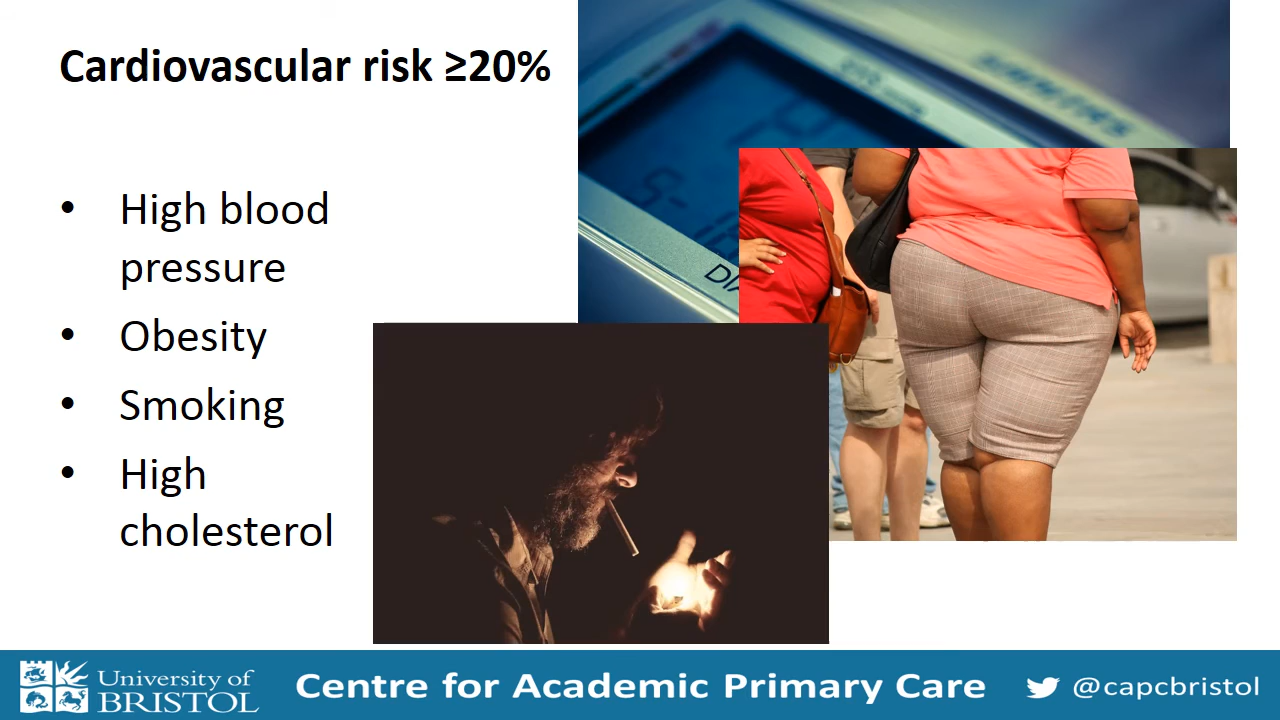 Cardiovascular risk ≥20%
• High blood
pressure
• Obesity
• Smoking
• High
cholesterol
University of
BRISTOL
Centre for Academic Primary Care
@capcbristol